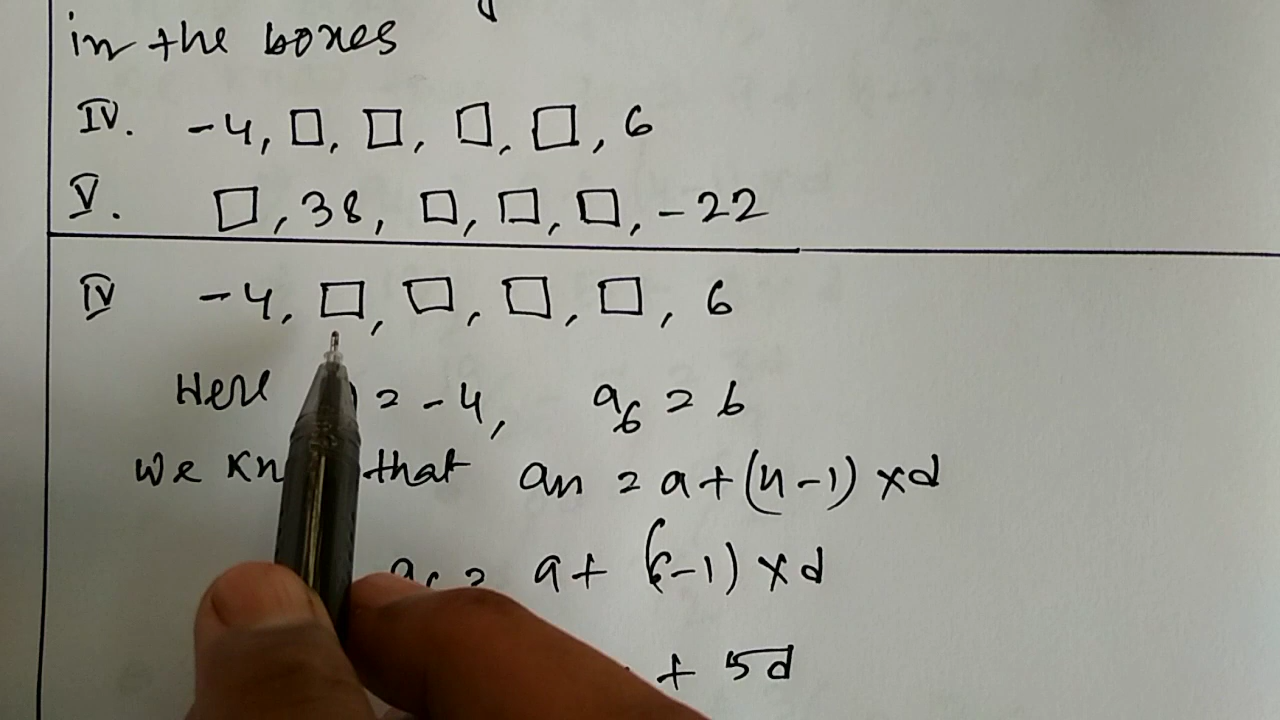 in the boxes
IV. -4, □, □, □, □, 6
V. □, 38, □, □, □, -22
IV -4, □, □, □, □, 6
Here = -4, a₆ = 6
We that an = a + (n-1) × d
= a + (6-1) × d
+ 5d